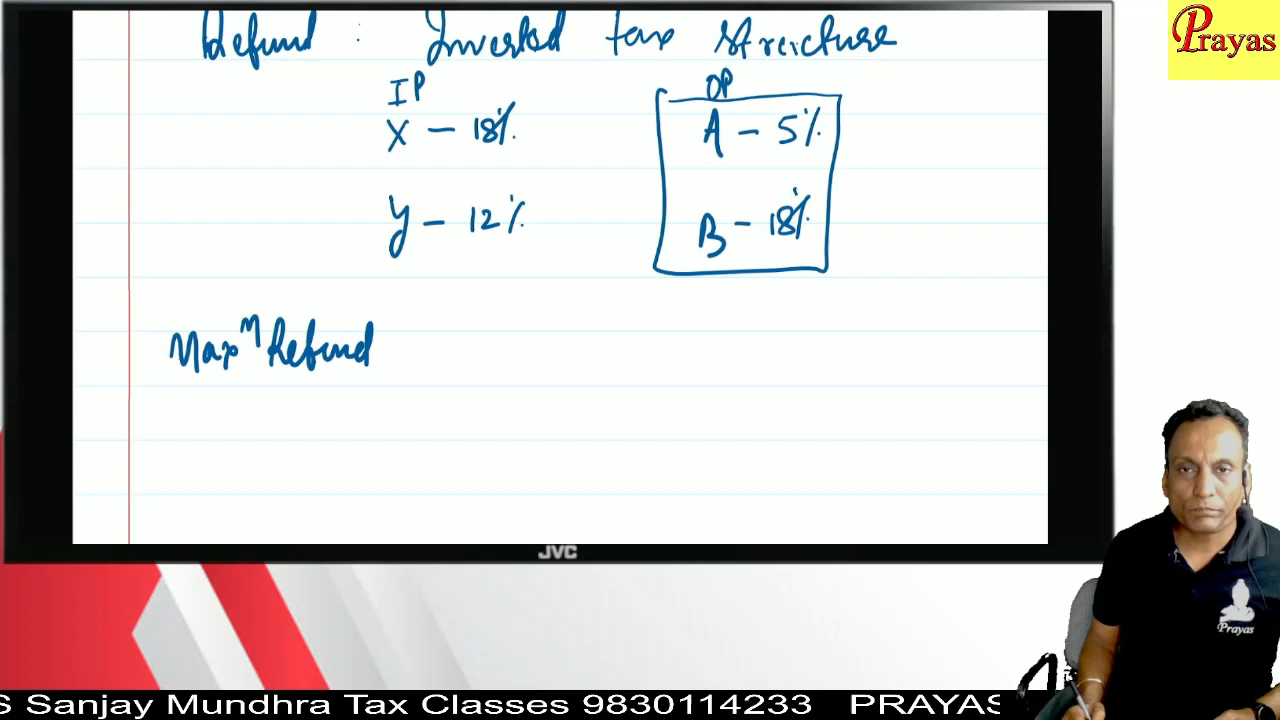 Refund : Inverted tax structure
IP OP
X - 18% A - 5%
Y - 12% B - 18%
Maxm Refund
JVC
Prayas
Prayas
S Sanjay Mundhra Tax Classes 9830114233 PRAYAS